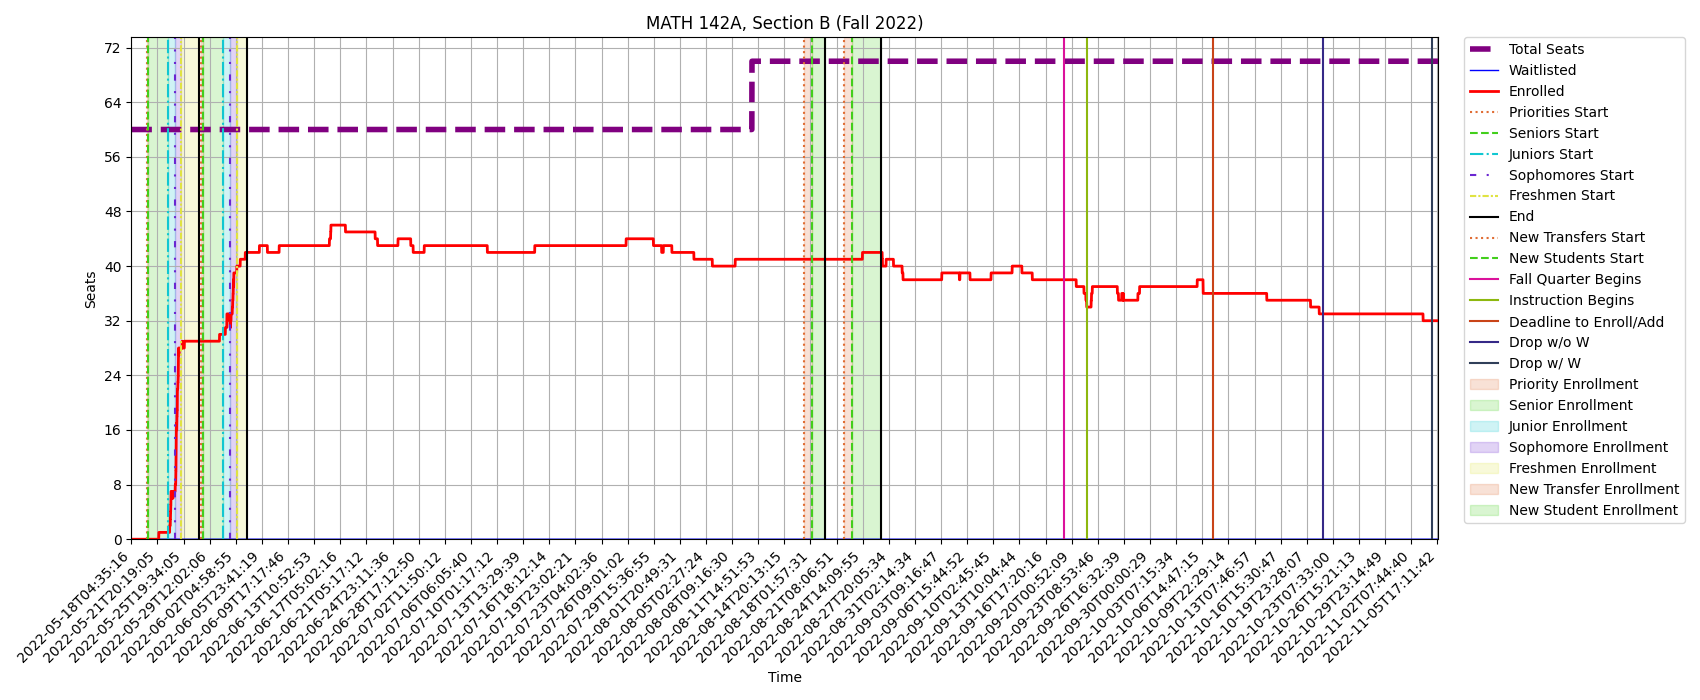 MATH 142A, Section B (Fall 2022)
72
64
56
48
40
32
24
16
8
0
Seats
2022-05-18T04:35:16
2022-05-21T20:19:05
2022-05-25T19:34:05
2022-05-29T12:02:06
2022-06-02T04:58:55
2022-06-05T23:41:19
2022-06-09T17:17:46
2022-06-13T10:52:53
2022-06-17T05:02:16
2022-06-21T05:17:12
2022-06-24T23:11:36
2022-06-28T17:12:50
2022-07-02T11:50:12
2022-07-06T06:05:40
2022-07-10T01:17:12
2022-07-13T13:29:39
2022-07-16T18:12:14
2022-07-19T23:02:21
2022-07-23T04:02:36
2022-07-26T09:01:02
2022-07-29T15:36:55
2022-08-01T20:49:31
2022-08-05T02:27:24
2022-08-08T09:16:30
2022-08-11T14:51:53
2022-08-14T20:13:15
2022-08-18T01:57:31
2022-08-21T08:06:51
2022-08-24T14:09:55
2022-08-27T20:05:34
2022-08-31T02:14:34
2022-09-03T09:16:47
2022-09-06T15:44:52
2022-09-10T02:45:45
2022-09-13T10:04:44
2022-09-16T17:20:16
2022-09-20T00:52:09
2022-09-23T08:53:46
2022-09-26T16:32:39
2022-09-30T00:00:29
2022-10-03T07:15:34
2022-10-06T14:47:15
2022-10-09T22:29:14
2022-10-13T07:46:57
2022-10-16T15:30:47
2022-10-19T23:28:07
2022-10-23T07:33:00
2022-10-26T15:21:13
2022-10-29T23:14:49
2022-11-02T07:44:40
2022-11-05T17:11:42
Time
Total Seats
Waitlisted
Enrolled
Priorities Start
Seniors Start
Juniors Start
Sophomores Start
Freshmen Start
End
New Transfers Start
New Students Start
Fall Quarter Begins
Instruction Begins
Deadline to Enroll/Add
Drop w/o W
Drop w/ W
Priority Enrollment
Senior Enrollment
Junior Enrollment
Sophomore Enrollment
Freshmen Enrollment
New Transfer Enrollment
New Student Enrollment